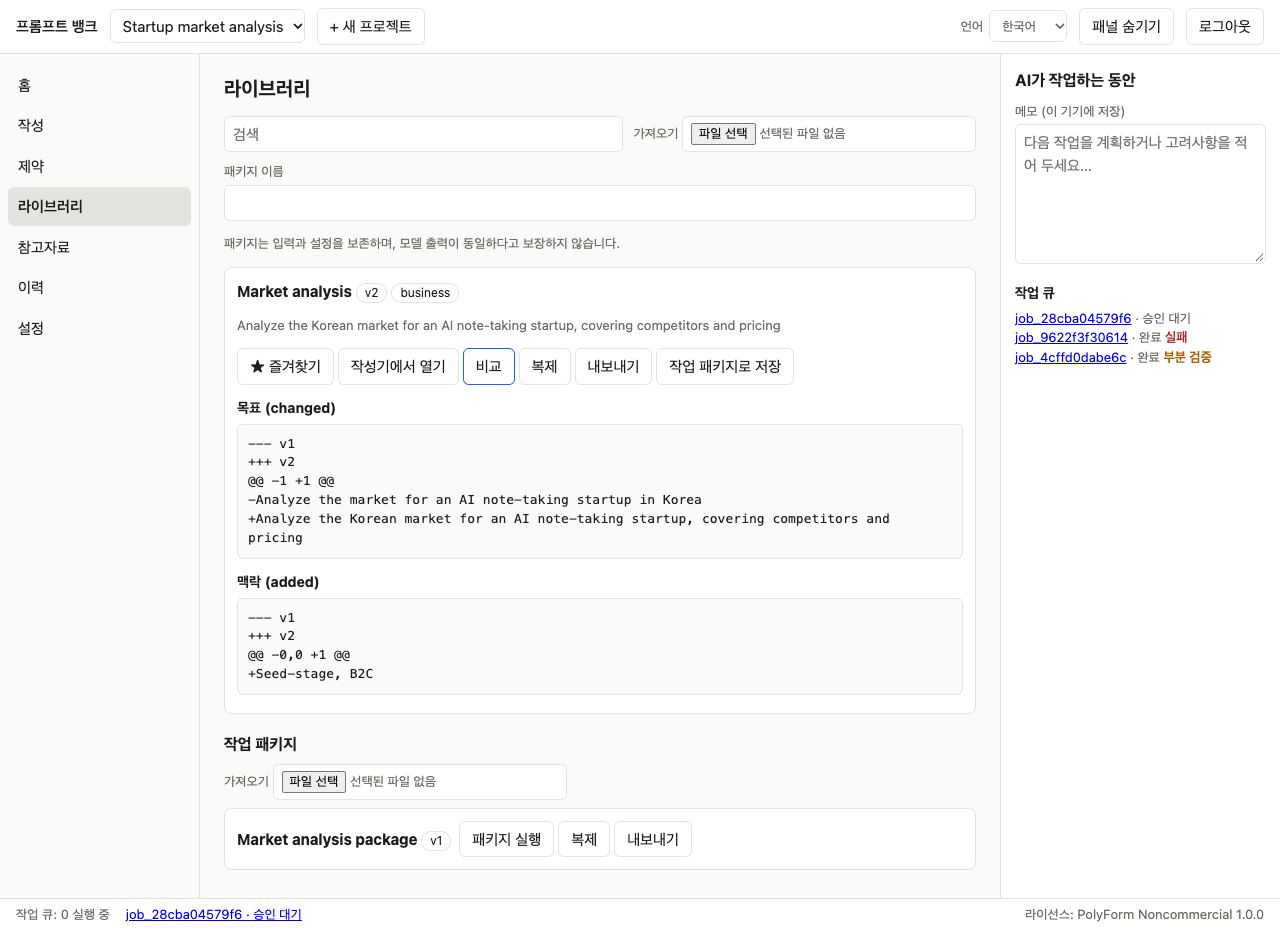 프롬프트 뱅크
Startup market analysis
+ 새 프로젝트
언어
한국어
패널 숨기기
로그아웃
홈
작성
제약
라이브러리
참고자료
이력
설정
라이브러리
검색
가져오기 파일 선택 선택된 파일 없음
패키지 이름
패키지는 입력과 설정을 보존하며, 모델 출력이 동일하다고 보장하지 않습니다.
Market analysis v2 business
Analyze the Korean market for an AI note-taking startup, covering competitors and pricing
★ 즐겨찾기
작성기에서 열기
비교
복제
내보내기
작업 패키지로 저장
목표 (changed)
--- v1
+++ v2
@@ -1 +1 @@
-Analyze the market for an AI note-taking startup in Korea
+Analyze the Korean market for an AI note-taking startup, covering competitors and
pricing
맥락 (added)
--- v1
+++ v2
@@ -0,0 +1 @@
+Seed-stage, B2C
작업 패키지
가져오기 파일 선택 선택된 파일 없음
Market analysis package v1
패키지 실행
복제
내보내기
AI가 작업하는 동안
메모 (이 기기에 저장)
다음 작업을 계획하거나 고려사항을 적
어 두세요...
작업 큐
job_28cba04579f6 · 승인 대기
job_9622f3f30614 · 완료 실패
job_4cffd0dabe6c · 완료 부분 검증
작업 큐: 0 실행 중
job_28cba04579f6 · 승인 대기
라이선스: PolyForm Noncommercial 1.0.0